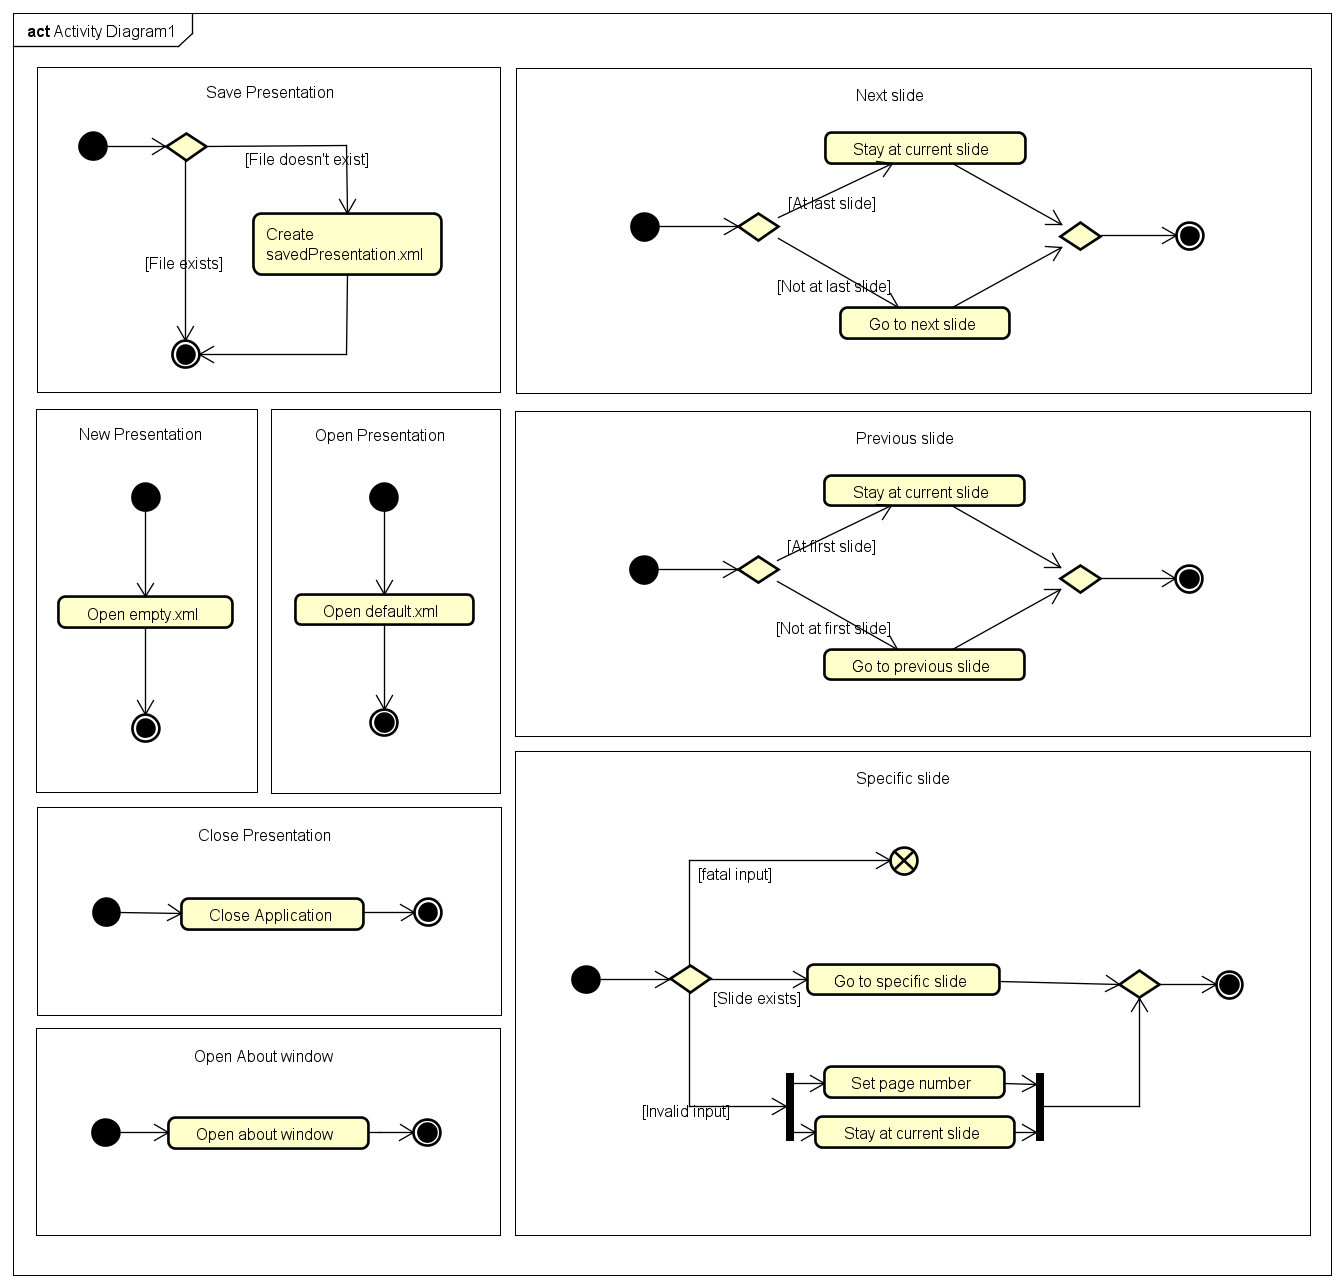 act Activity Diagram1
Save Presentation
[File doesn't exist]
Create
savedPresentation.xml
[File exists]
Next slide
Stay at current slide
[At last slide]
[Not at last slide]
Go to next slide
New Presentation
Open empty.xml
Open Presentation
Open default.xml
Previous slide
Stay at current slide
[At first slide]
[Not at first slide]
Go to previous slide
Close Presentation
Close Application
Open About window
Open about window
Specific slide
[fatal input]
Go to specific slide
[Slide exists]
Set page number
[Invalid input]
Stay at current slide